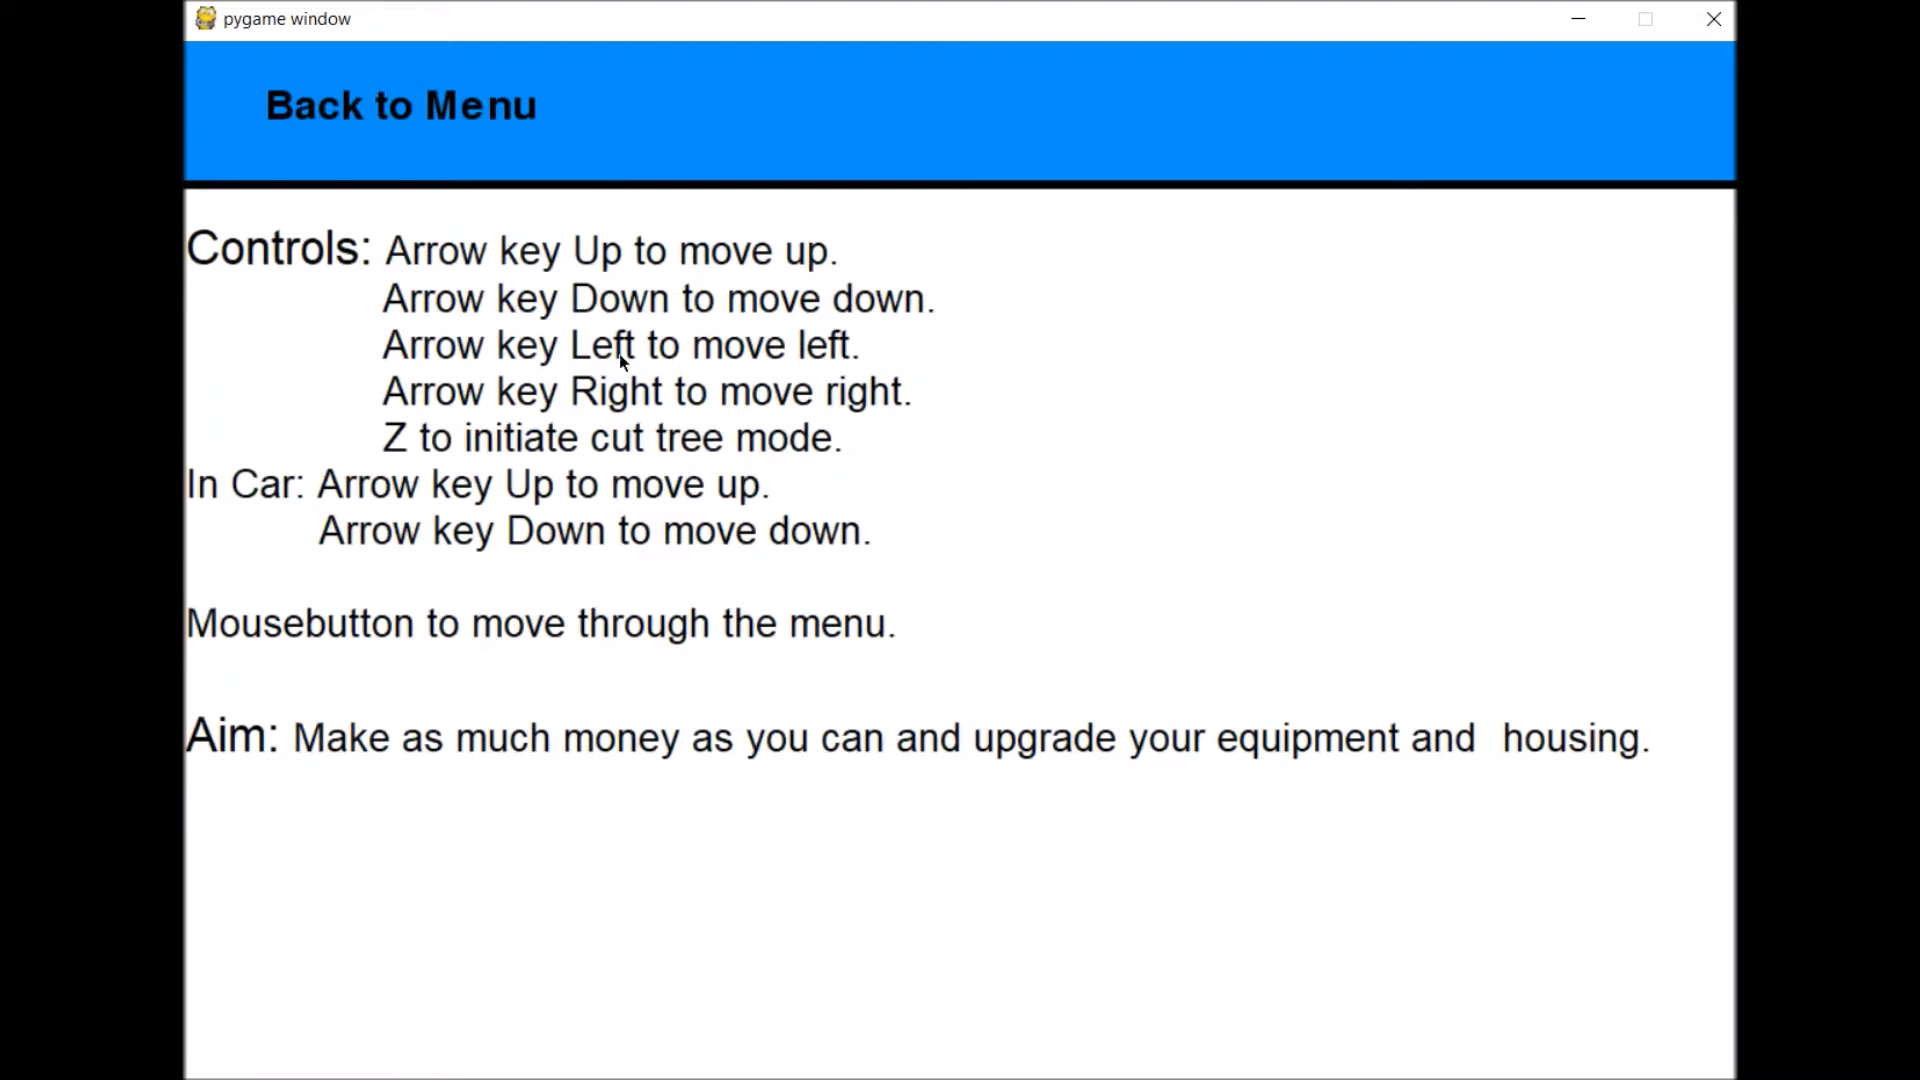 pygame window
Back to Menu
Controls: Arrow key Up to move up.
Arrow key Down to move down.
Arrow key Left to move left.
Arrow key Right to move right.
Z to initiate cut tree mode.
In Car: Arrow key Up to move up.
Arrow key Down to move down.
Mousebutton to move through the menu.
Aim: Make as much money as you can and upgrade your equipment and  housing.